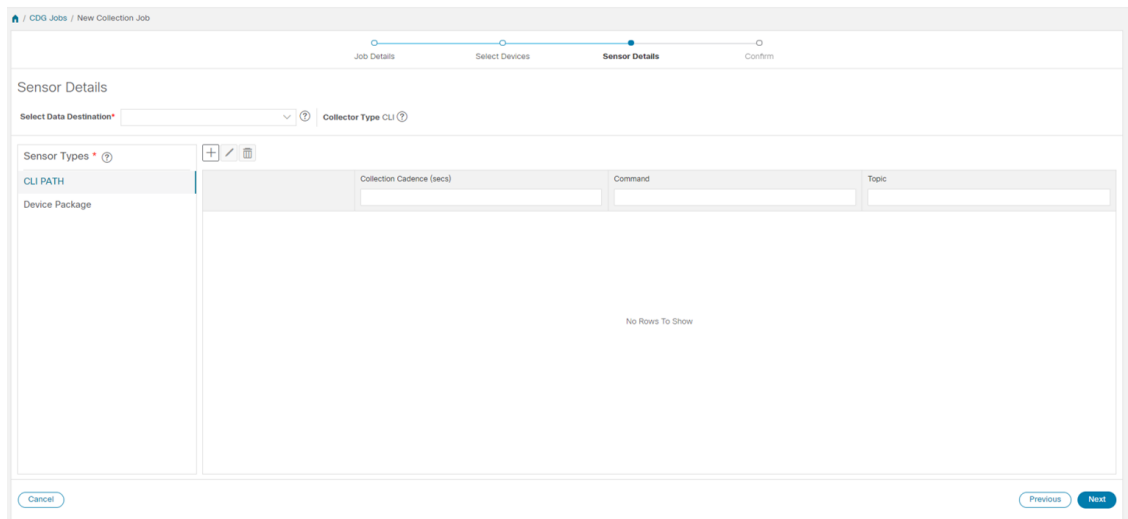 / CDG Jobs / New Collection Job
Job Details Select Devices Sensor Details Confirm
Sensor Details
Select Data Destination* ? Collector Type CLI ?
Sensor Types * ?
CLI PATH
Device Package
Collection Cadence (secs) Command Topic
No Rows To Show
Cancel Previous Next